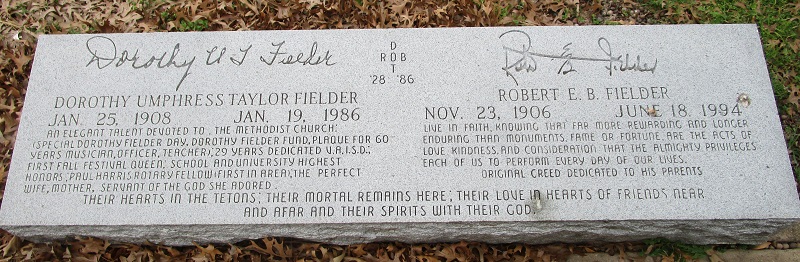 Dorothy U T Fielder
D
ROB
T
'28 '86
Rob E B Fielder
DOROTHY UMPHRESS TAYLOR FIELDER
JAN. 25, 1908 JAN. 19, 1986
AN ELEGANT TALENT DEVOTED TO: THE METHODIST CHURCH:
(SPECIAL DOROTHY FIELDER DAY, DOROTHY FIELDER FUND, PLAQUE FOR 60
YEARS MUSICIAN, OFFICER, TEACHER); 29 YEARS DEDICATED V.A.I.S.D.;
FIRST FALL FESTIVAL QUEEN; SCHOOL AND UNIVERSITY HIGHEST
HONORS; PAUL HARRIS ROTARY FELLOW (FIRST IN AREA); THE PERFECT
WIFE, MOTHER, SERVANT OF THE GOD SHE ADORED.
ROBERT E. B. FIELDER
NOV. 23, 1906 JUNE 18, 1994
LIVE IN FAITH, KNOWING THAT FAR MORE REWARDING AND LONGER
ENDURING THAN MONUMENTS, FAME OR FORTUNE, ARE THE ACTS OF
LOVE, KINDNESS, AND CONSIDERATION THAT THE ALMIGHTY PRIVILEGES
EACH OF US TO PERFORM EVERY DAY OF OUR LIVES.
ORIGINAL CREED DEDICATED TO HIS PARENTS
THEIR HEARTS IN THE TETONS; THEIR MORTAL REMAINS HERE; THEIR LOVE IN HEARTS OF FRIENDS NEAR
AND AFAR AND THEIR SPIRITS WITH THEIR GOD.